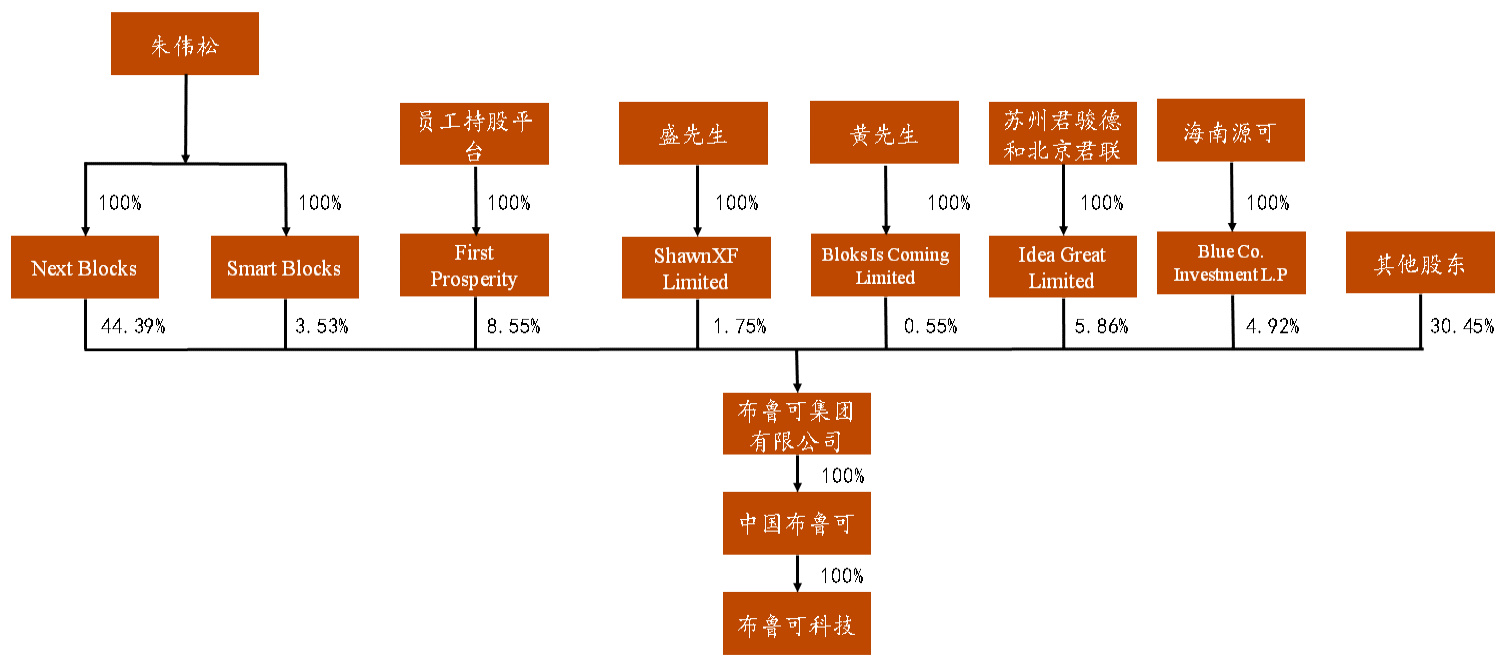 朱伟松
员工持股平
台
盛先生
黄先生
苏州君骏德
和北京君联
海南源可
100%
100%
100%
100%
100%
100%
100%
Next Blocks
Smart Blocks
First
Prosperity
ShawnXF
Limited
Bloks Is Coming
Limited
Idea Great
Limited
Blue Co.
Investment L.P
其他股东
44.39%
3.53%
8.55%
1.75%
0.55%
5.86%
4.92%
30.45%
布鲁可集团
有限公司
100%
中国布鲁可
100%
布鲁可科技